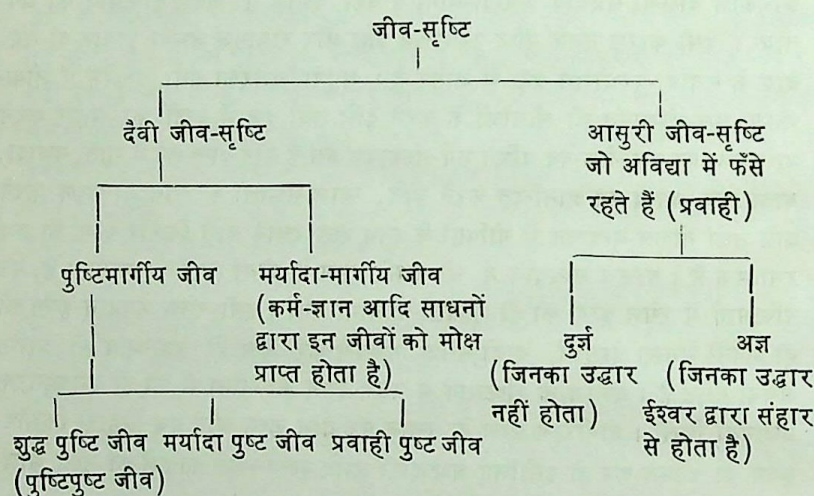 जीव-सृष्टि
दैवी जीव-सृष्टि
आसुरी जीव-सृष्टि
जो अविद्या में फँसे
रहते हैं (प्रवाही)
पुष्टिमार्गीय जीव
मर्यादा-मार्गीय जीव
(कर्म-ज्ञान आदि साधनों
द्वारा इन जीवों को मोक्ष
प्राप्त होता है)
दुर्ज्ञ
(जिनका उद्धार
नहीं होता)
अज्ञ
(जिनका उद्धार
ईश्वर द्वारा संहार
से होता है)
शुद्ध पुष्टि जीव
(पुष्टिपुष्ट जीव)
मर्यादा पुष्ट जीव
प्रवाही पुष्ट जीव